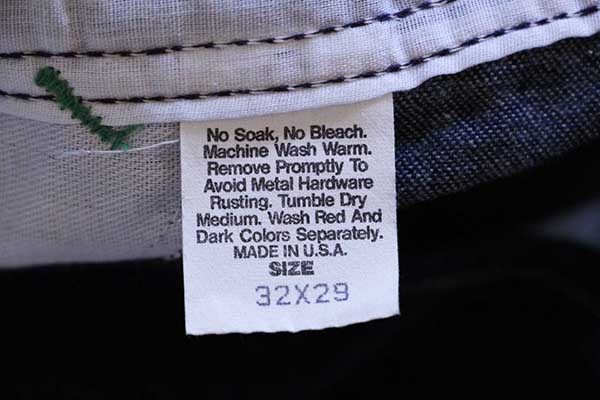 No Soak, No Bleach.
Machine Wash Warm.
Remove Promptly To
Avoid Metal Hardware
Rusting. Tumble Dry
Medium. Wash Red And
Dark Colors Separately.
MADE IN U.S.A.
SIZE
32X29